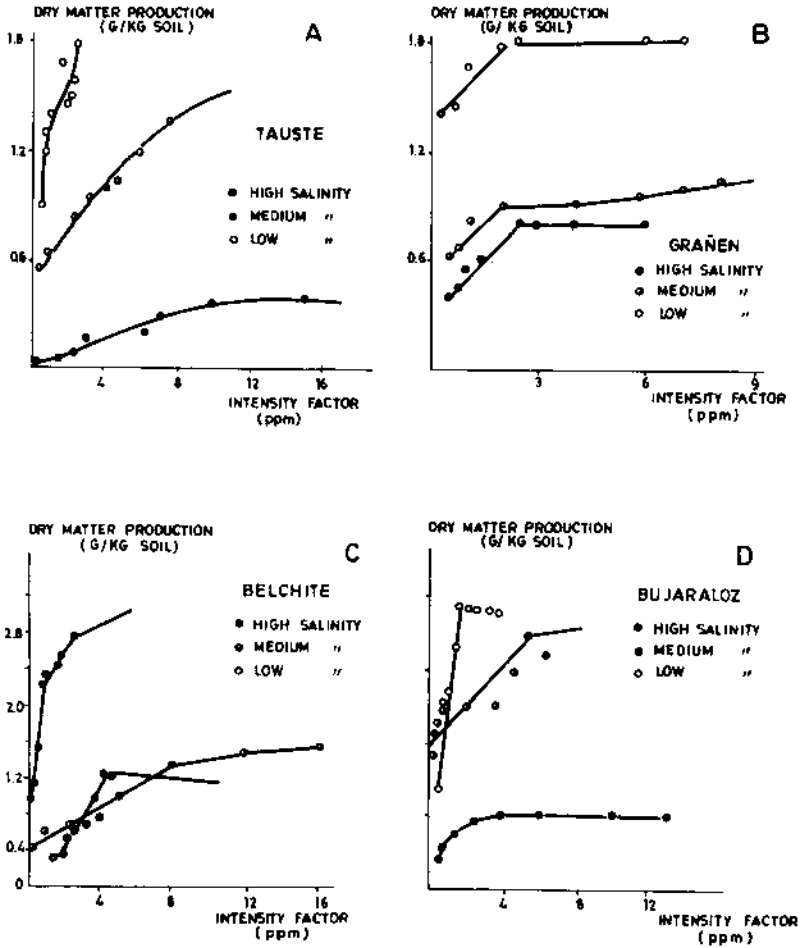 DRY MATTER PRODUCTION
(G/KG SOIL)
A
1.8
1.2
0.6
TAUSTE
HIGH SALINITY
MEDIUM "
LOW "
4
8
12
16
INTENSITY FACTOR
(ppm)
DRY MATTER PRODUCTION
(G/ KG SOIL)
B
1.8
1.2
0.6
GRAÑEN
HIGH SALINITY
MEDIUM "
LOW "
3
6
9
INTENSITY FACTOR
(ppm)
DRY MATTER PRODUCTION
(G/KG SOIL)
C
2.8
2.0
1.2
0.4
0
BELCHITE
HIGH SALINITY
MEDIUM "
LOW "
4
8
12
16
INTENSITY FACTOR
(ppm)
DRY MATTER PRODUCTION
(G/KG SOIL)
D
BUJARALOZ
HIGH SALINITY
MEDIUM "
LOW "
4
8
12
INTENSITY FACTOR
(ppm)